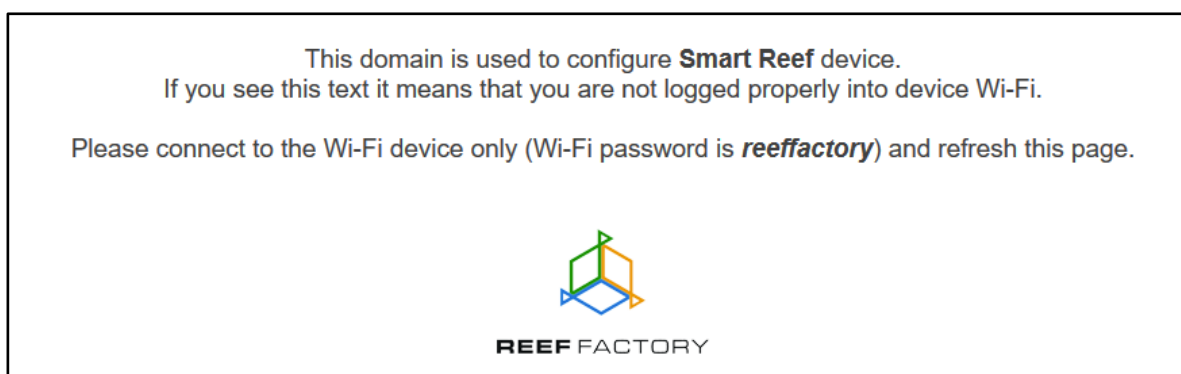 This domain is used to configure Smart Reef device.
If you see this text it means that you are not logged properly into device Wi-Fi.
Please connect to the Wi-Fi device only (Wi-Fi password is reeffactory) and refresh this page.
REEF FACTORY